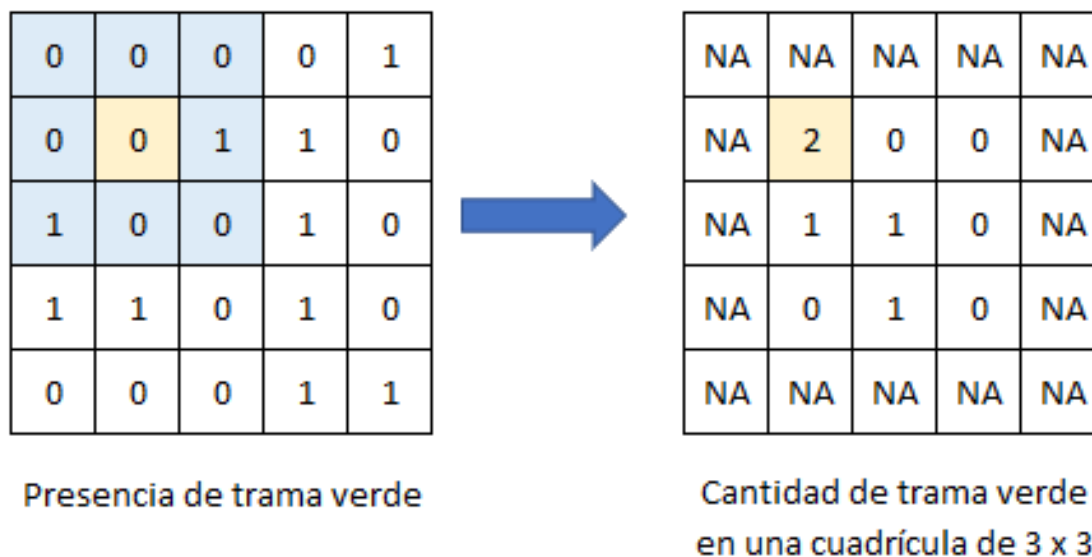 0 0 0 0 1
0 0 1 1 0
1 0 0 1 0
1 1 0 1 0
0 0 0 1 1
Presencia de trama verde
NA NA NA NA NA
NA 2 0 0 NA
NA 1 1 0 NA
NA 0 1 0 NA
NA NA NA NA NA
Cantidad de trama verde
en una cuadrícula de 3 x 3